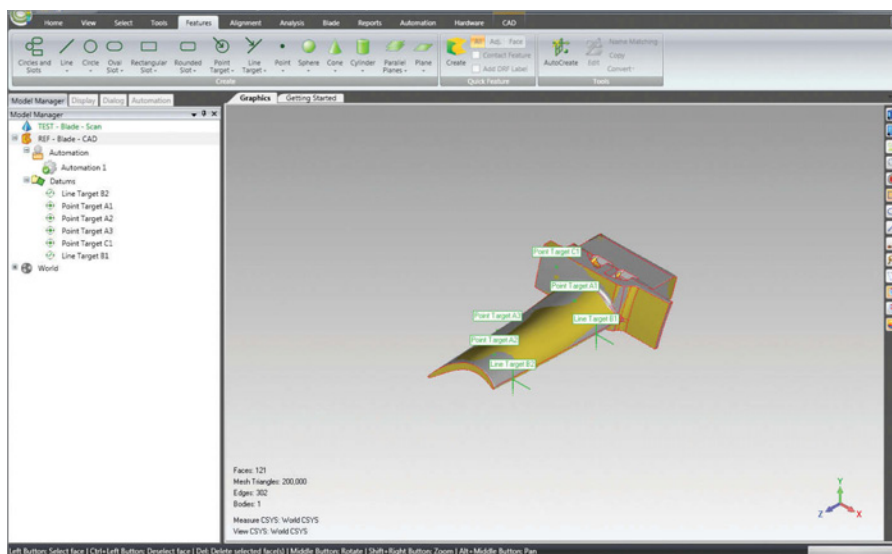 Home View Select Tools Features Alignment Analysis Blade Reports Automation Hardware CAD
Circles and Slots
Line
Circle
Oval Slot
Rectangular Slot
Rounded Slot
Point Target
Line Target
Point
Sphere
Cone
Cylinder
Parallel Planes
Plane
Create
Create
Adj. Face
Contact Feature
Add DRF Label
Quick Feature
AutoCreate
Edit
Name Matching
Copy
Convert
Tools
Model Manager Display Dialog Automation
Model Manager
TEST - Blade - Scan
REF - Blade - CAD
Automation
Automation 1
Datums
Line Target B2
Point Target A1
Point Target A2
Point Target A3
Point Target C1
Line Target B1
World
Graphics Getting Started
Point Target C1
Point Target A1
Point Target A3
Line Target B1
Point Target A2
Line Target B2
Faces: 121
Mesh Triangles: 200,000
Edges: 302
Bodies: 1
Measure CSYS: World CSYS
View CSYS: World CSYS
Y
Z X
Left Button: Select face | Ctrl+Left Button: Deselect face | Del: Delete selected face(s) | Middle Button: Rotate | Shift+Right Button: Zoom | Alt+Middle Button: Pan